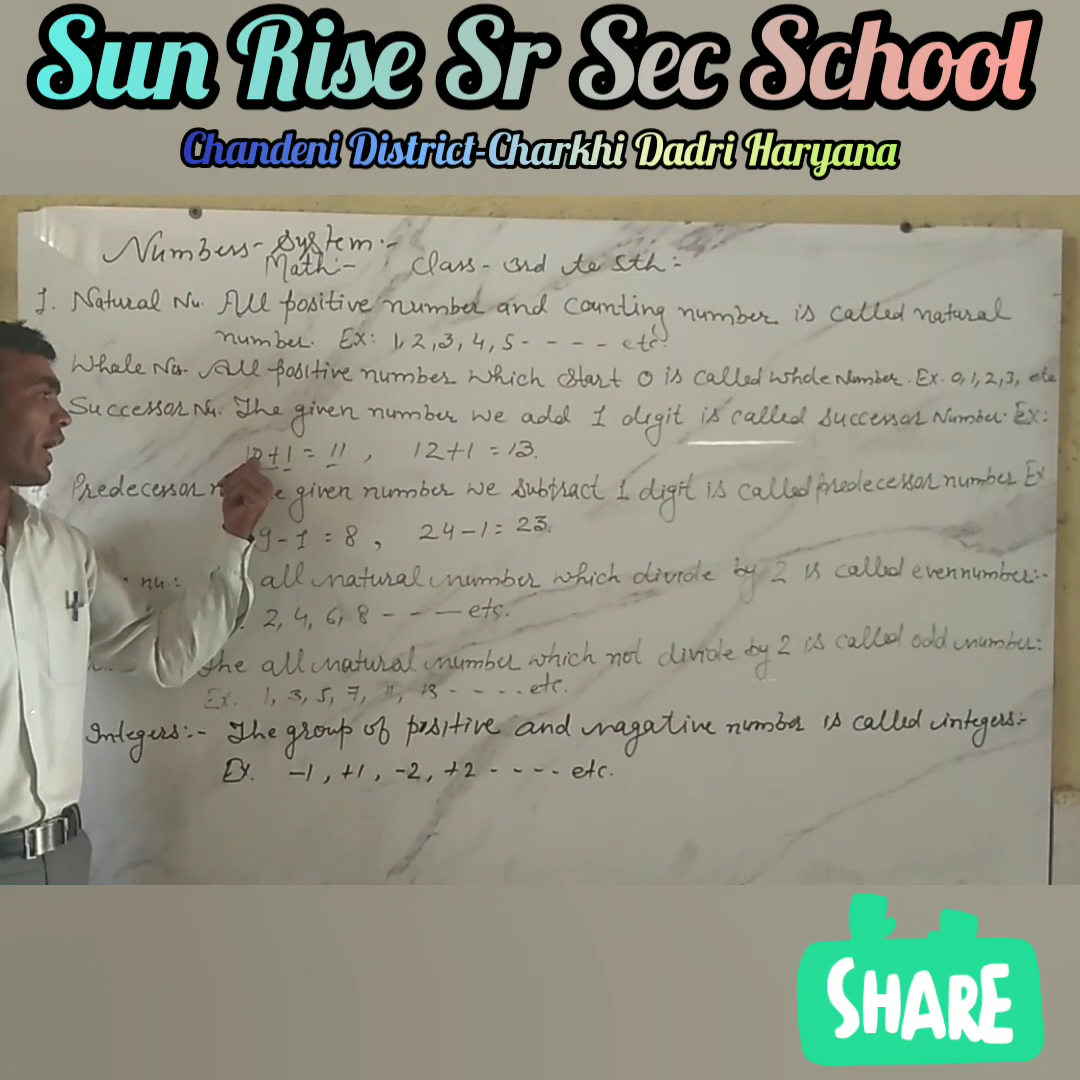 Sun Rise Sr Sec School
Chandeni District-Charkhi Dadri Haryana
Numbers- System:-
Math:- Class- 3rd to 5th:-
1. Natural Nu. All positive number and counting number is called natural
number. Ex: 1, 2, 3, 4, 5 - - - - etc.
Whole Nu. All positive number which start 0 is called whole Number. Ex. 0, 1, 2, 3, etc
Successor Nu. The given number we add 1 digit is called successor Number. Ex:
10+1 = 11, 12+1 = 13.
Predecessor given number we subtract 1 digit is called predecessor number Ex
9-1 = 8, 24-1 = 23.
nu.: all natural number which divide by 2 is called even number:-
2, 4, 6, 8 - - - etc.
The all natural number which not divide by 2 is called odd number:
Ex. 1, 3, 5, 7, 11, 13 - - - - etc.
Integers:- The group of positive and nagative number is called integers:-
Ex. -1, +1, -2, +2 - - - - etc.
SHARE